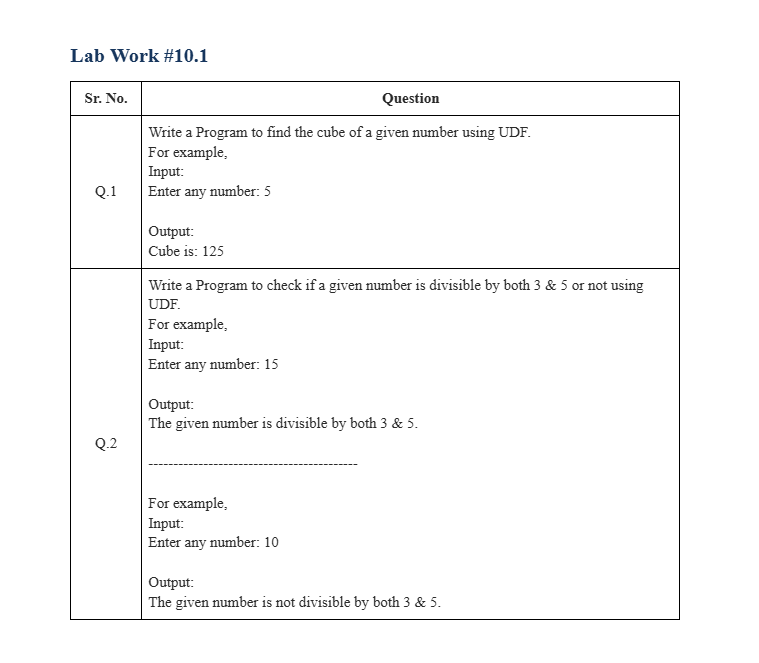 Lab Work #10.1
Sr. No.
Question
Q.1
Write a Program to find the cube of a given number using UDF.
For example,
Input:
Enter any number: 5
Output:
Cube is: 125
Q.2
Write a Program to check if a given number is divisible by both 3 & 5 or not using
UDF.
For example,
Input:
Enter any number: 15
Output:
The given number is divisible by both 3 & 5.
------------------------------------------
For example,
Input:
Enter any number: 10
Output:
The given number is not divisible by both 3 & 5.